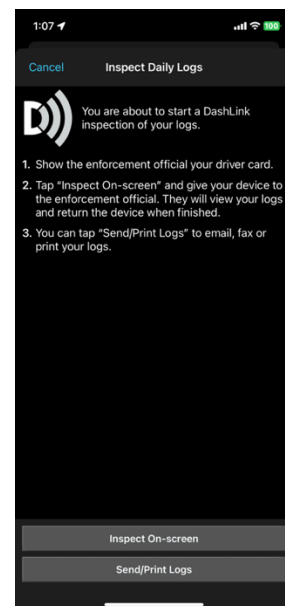 1:07
100
Cancel
Inspect Daily Logs
D
You are about to start a DashLink
inspection of your logs.
1. Show the enforcement official your driver card.
2. Tap "Inspect On-screen" and give your device to
the enforcement official. They will view your logs
and return the device when finished.
3. You can tap "Send/Print Logs" to email, fax or
print your logs.
Inspect On-screen
Send/Print Logs